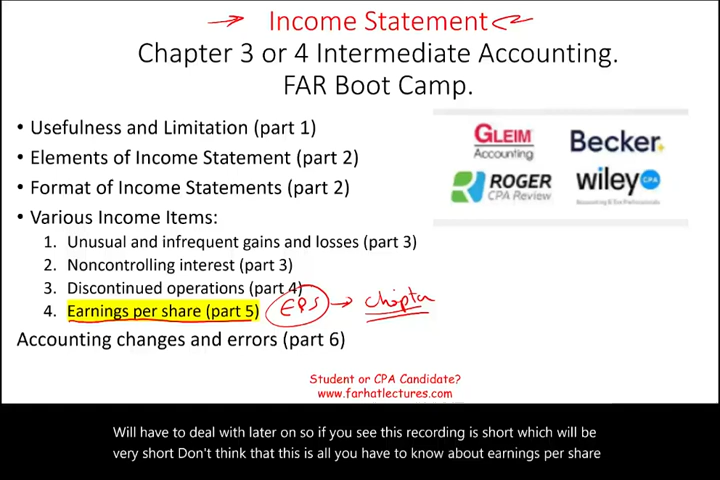 Income Statement
Chapter 3 or 4 Intermediate Accounting.
FAR Boot Camp.
• Usefulness and Limitation (part 1)
• Elements of Income Statement (part 2)
• Format of Income Statements (part 2)
• Various Income Items:
1. Unusual and infrequent gains and losses (part 3)
2. Noncontrolling interest (part 3)
3. Discontinued operations (part 4)
4. Earnings per share (part 5) EPS → chapter
Accounting changes and errors (part 6)
GLEIM
Accounting
Becker
ROGER
CPA Review
wiley CPA
Student or CPA Candidate?
www.farhatlectures.com
Will have to deal with later on so if you see this recording is short which will be
very short Don't think that this is all you have to know about earnings per share